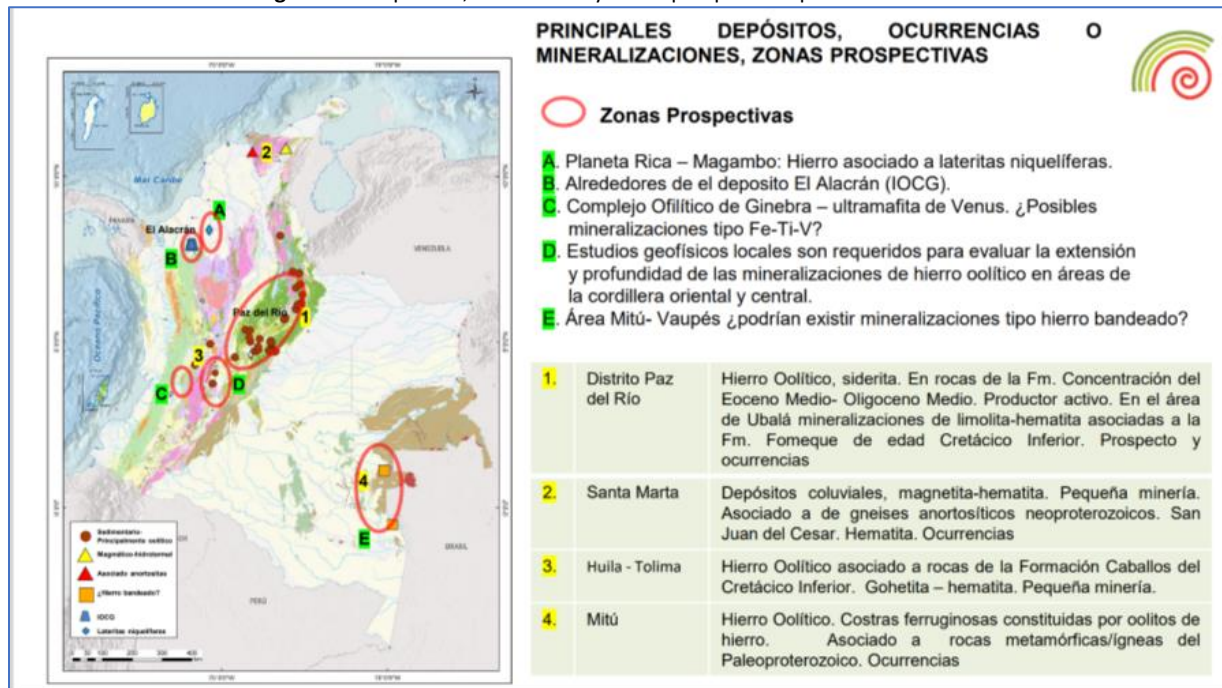 PRINCIPALES DEPÓSITOS, OCURRENCIAS O
MINERALIZACIONES, ZONAS PROSPECTIVAS
Zonas Prospectivas
A. Planeta Rica – Magambo: Hierro asociado a lateritas niquelíferas.
B. Alrededores de el deposito El Alacrán (IOCG).
C. Complejo Ofilítico de Ginebra – ultramafita de Venus. ¿Posibles
mineralizaciones tipo Fe-Ti-V?
D. Estudios geofísicos locales son requeridos para evaluar la extensión
y profundidad de las mineralizaciones de hierro oolítico en áreas de
la cordillera oriental y central.
E. Área Mitú- Vaupés ¿podrían existir mineralizaciones tipo hierro bandeado?
1. Distrito Paz
del Río
Hierro Oolítico, siderita. En rocas de la Fm. Concentración del
Eoceno Medio- Oligoceno Medio. Productor activo. En el área
de Ubalá mineralizaciones de limolita-hematita asociadas a la
Fm. Fomeque de edad Cretácico Inferior. Prospecto y
ocurrencias
2. Santa Marta
Depósitos coluviales, magnetita-hematita. Pequeña minería.
Asociado a de gneises anortosíticos neoproterozoicos. San
Juan del Cesar. Hematita. Ocurrencias
3. Huila - Tolima
Hierro Oolítico asociado a rocas de la Formación Caballos del
Cretácico Inferior. Gohetita – hematita. Pequeña minería.
4. Mitú
Hierro Oolítico. Costras ferruginosas constituidas por oolitos de
hierro. Asociado a rocas metamórficas/ígneas del
Paleoproterozoico. Ocurrencias
Mar Caribe
PANAMÁ
VENEZUELA
Océano Pacífico
BRASIL
PERÚ
2
A
El Alacrán
B
Paz del Río
1
3
C
D
4
E
Sedimentario-
Principalmente oolítico
Magmático-hidrotermal
Asociado anortositas
¿Hierro bandeado?
IOCG
Lateritas niquelíferas